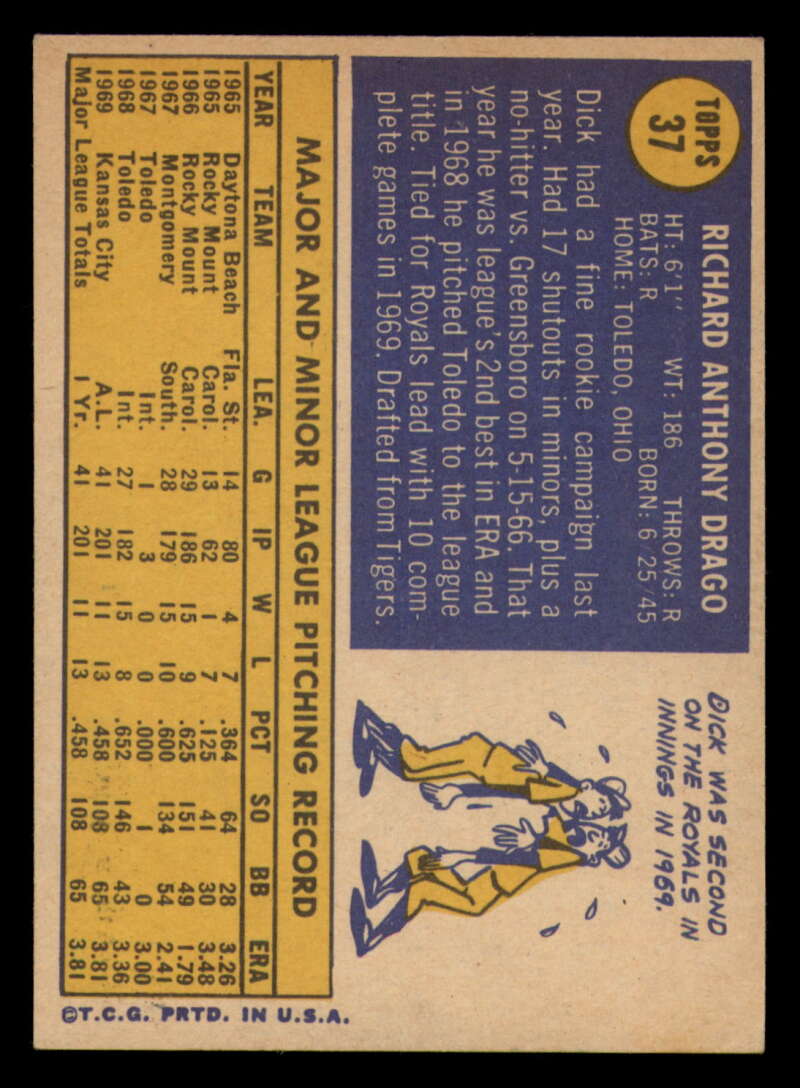 TOPPS
37
RICHARD ANTHONY DRAGO
HT: 6'1" WT: 186 THROWS: R
BATS: R BORN: 6/25/45
HOME: TOLEDO, OHIO
Dick had a fine rookie campaign last
year. Had 17 shutouts in minors, plus a
no-hitter vs. Greensboro on 5-15-66. That
year he was league's 2nd best in ERA and
in 1968 he pitched Toledo to the league
title. Tied for Royals lead with 10 com-
plete games in 1969. Drafted from Tigers.
DICK WAS SECOND
ON THE ROYALS IN
INNINGS IN 1969.
MAJOR AND MINOR LEAGUE PITCHING RECORD
YEAR TEAM LEA. G IP W L PCT SO BB ERA
1965 Daytona Beach Fla. St. 14 80 4 7 .364 64 28 3.26
1965 Rocky Mount Carol. 13 62 1 7 .125 41 30 3.48
1966 Rocky Mount Carol. 29 186 15 9 .625 151 49 1.79
1967 Montgomery South. 28 179 15 10 .600 134 54 2.41
1967 Toledo Int. 1 3 0 0 .000 1 0 3.00
1968 Toledo Int. 27 182 15 8 .652 146 43 3.36
1969 Kansas City A.L. 41 201 11 13 .458 108 65 3.81
Major League Totals 1 Yr. 41 201 11 13 .458 108 65 3.81
©T.C.G. PRTD. IN U.S.A.